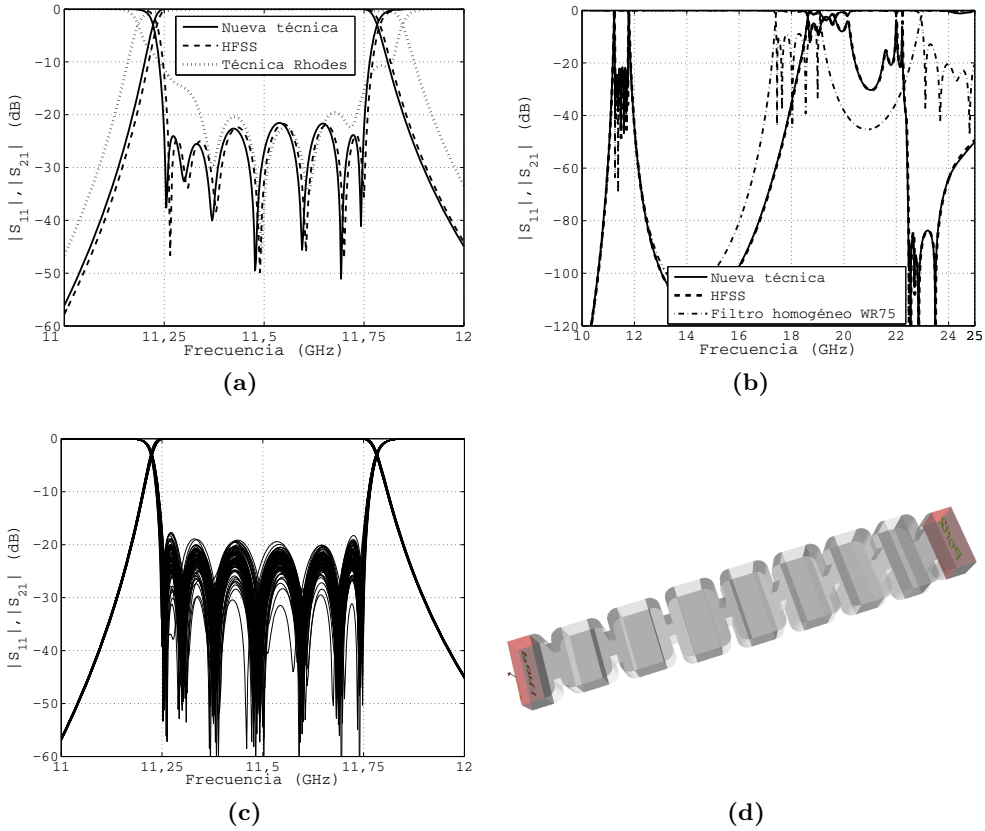 0
−10
−20
−30
−40
−50
−60
|S11|, |S21| (dB)
Nueva técnica
HFSS
Técnica Rhodes
11
11,25
11,5
11,75
12
Frecuencia (GHz)
(a)
0
−20
−40
−60
−80
−100
−120
|S11|, |S21| (dB)
Nueva técnica
HFSS
Filtro homogéneo WR75
10
12
14
16
18
20
22
24
25
Frecuencia (GHz)
(b)
0
−10
−20
−30
−40
−50
−60
|S11|, |S21| (dB)
11
11,25
11,5
11,75
12
Frecuencia (GHz)
(c)
port1
(d)